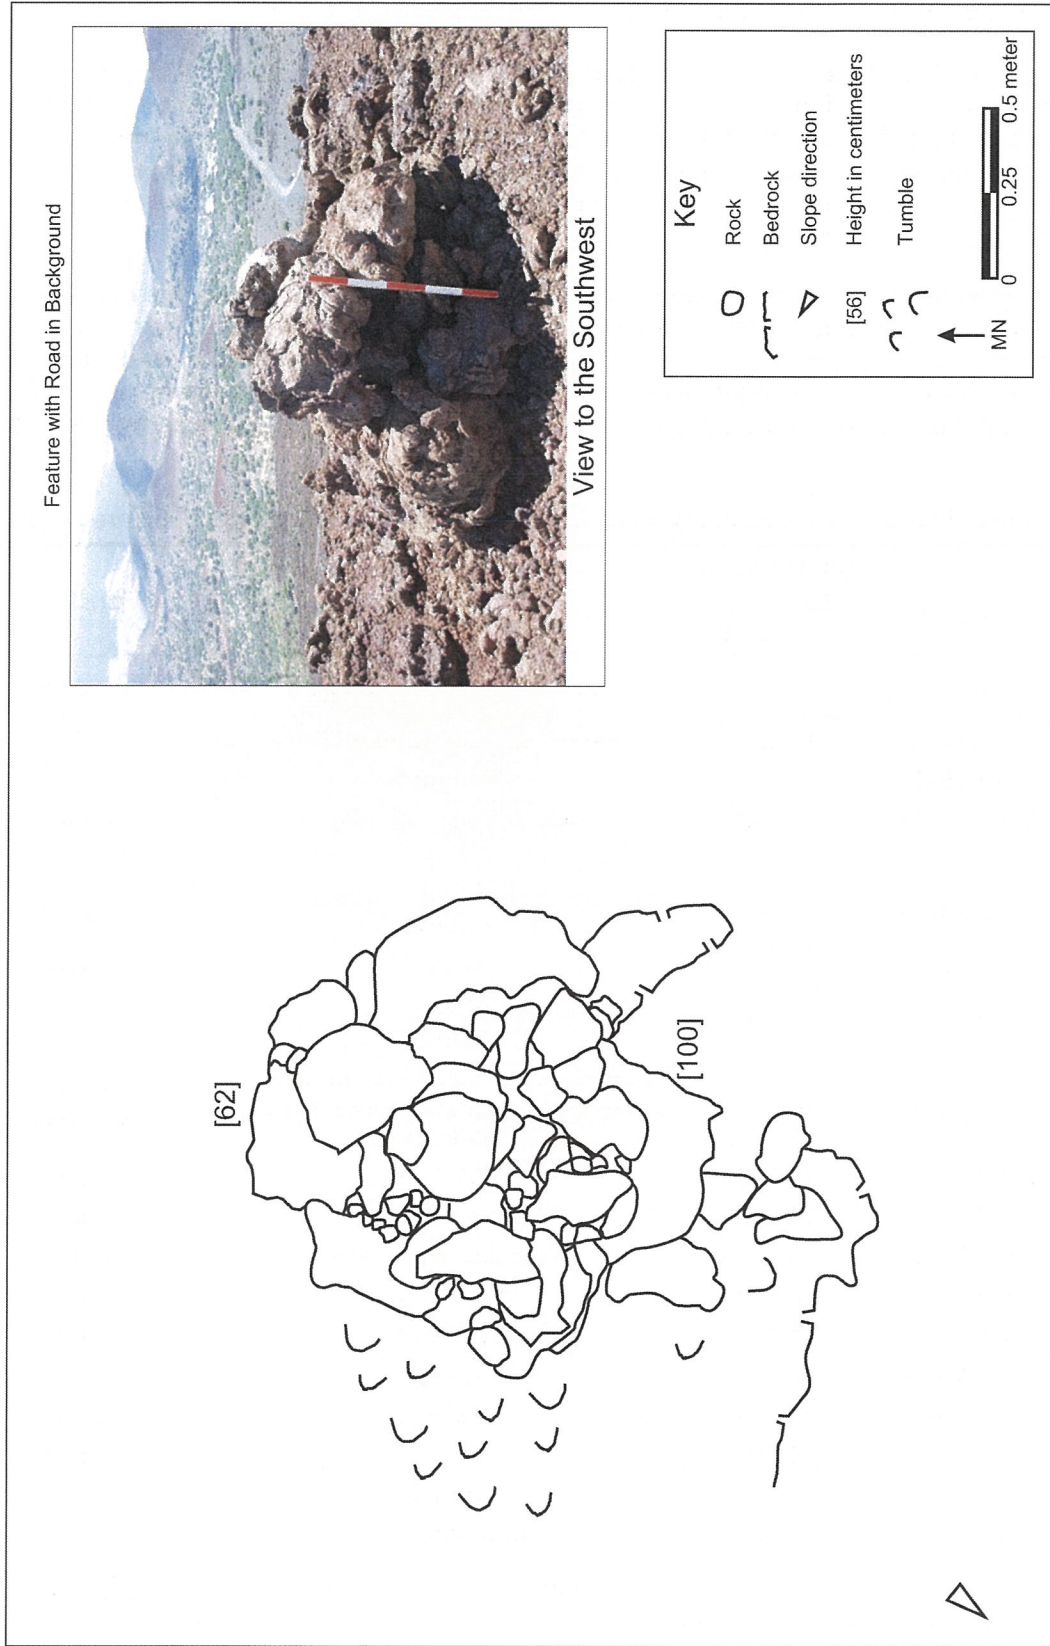 Feature with Road in Background
View to the Southwest
[62]
[100]
Key
Rock
Bedrock
Slope direction
[56] Height in centimeters
Tumble
MN
0 0.25 0.5 meter